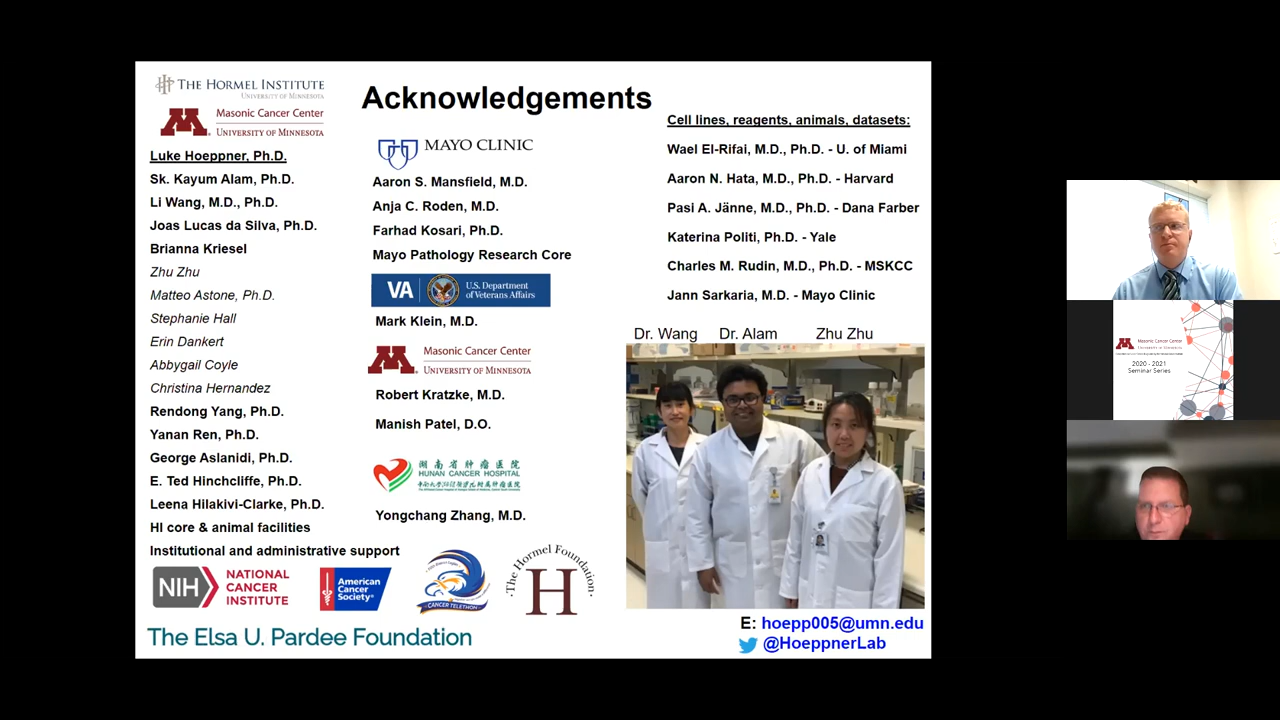 THE HORMEL INSTITUTE
UNIVERSITY OF MINNESOTA
Masonic Cancer Center
UNIVERSITY OF MINNESOTA
Luke Hoeppner, Ph.D.
Sk. Kayum Alam, Ph.D.
Li Wang, M.D., Ph.D.
Joas Lucas da Silva, Ph.D.
Brianna Kriesel
Zhu Zhu
Matteo Astone, Ph.D.
Stephanie Hall
Erin Dankert
Abbygail Coyle
Christina Hernandez
Rendong Yang, Ph.D.
Yanan Ren, Ph.D.
George Aslanidi, Ph.D.
E. Ted Hinchcliffe, Ph.D.
Leena Hilakivi-Clarke, Ph.D.
HI core & animal facilities
Institutional and administrative support
Acknowledgements
MAYO CLINIC
Aaron S. Mansfield, M.D.
Anja C. Roden, M.D.
Farhad Kosari, Ph.D.
Mayo Pathology Research Core
VA
U.S. Department
of Veterans Affairs
Mark Klein, M.D.
Masonic Cancer Center
UNIVERSITY OF MINNESOTA
Robert Kratzke, M.D.
Manish Patel, D.O.
湖南省肿瘤医院
HUNAN CANCER HOSPITAL
Yongchang Zhang, M.D.
Cell lines, reagents, animals, datasets:
Wael El-Rifai, M.D., Ph.D. - U. of Miami
Aaron N. Hata, M.D., Ph.D. - Harvard
Pasi A. Jänne, M.D., Ph.D. - Dana Farber
Katerina Politi, Ph.D. - Yale
Charles M. Rudin, M.D., Ph.D. - MSKCC
Jann Sarkaria, M.D. - Mayo Clinic
Dr. Wang Dr. Alam Zhu Zhu
NIH
NATIONAL
CANCER
INSTITUTE
American
Cancer
Society®
CANCER TELETHON
The Hormel Foundation
H
The Elsa U. Pardee Foundation
E: hoepp005@umn.edu
@HoeppnerLab
Masonic Cancer Center
UNIVERSITY OF MINNESOTA
2020 - 2021
Seminar Series